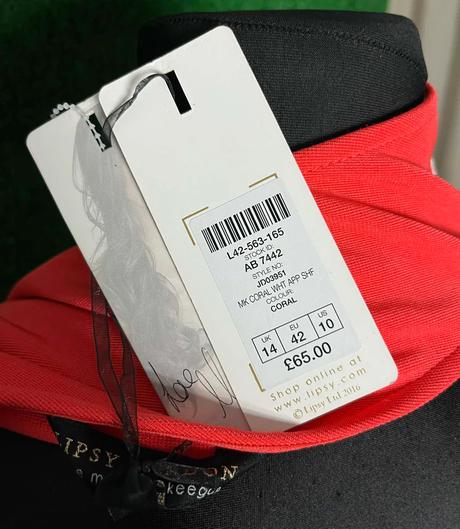 L42-563-165
STOCK ID:
AB 7442
STYLE NO:
JD03951
MK CORAL WHT APP SHF
COLOUR:
CORAL
UK EU US
14 42 10
£65.00
Shop online at
www.lipsy.com
© Lipsy Ltd 2016
Love
LIPSY